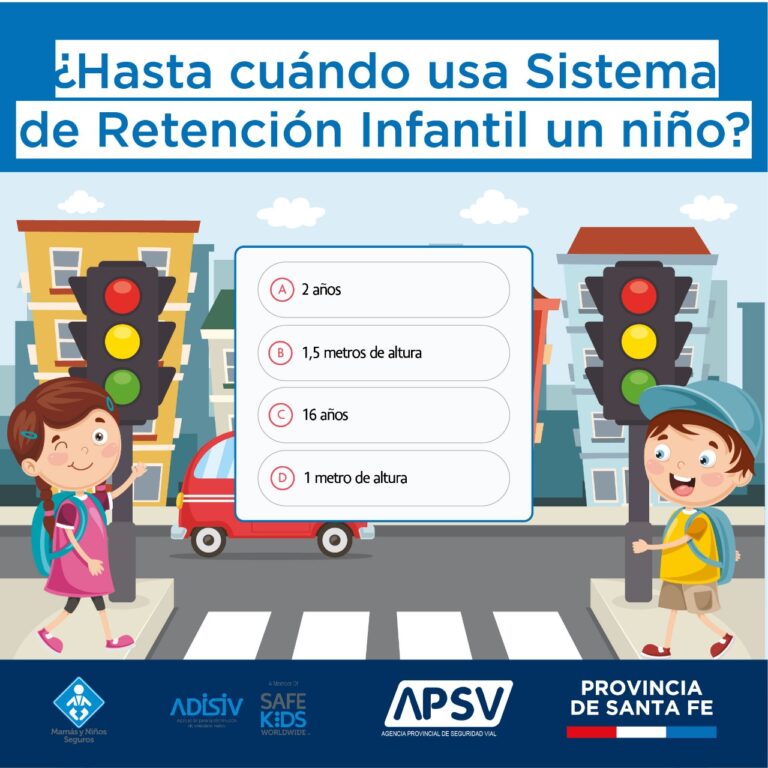 ¿Hasta cuándo usa Sistema
de Retención Infantil un niño?
A 2 años
B 1,5 metros de altura
C 16 años
D 1 metro de altura
Mamás y Niños
Seguros
ADISIV
A Member Of
SAFE
KIDS
WORLDWIDE
APSV
AGENCIA PROVINCIAL DE SEGURIDAD VIAL
PROVINCIA
DE SANTA FE